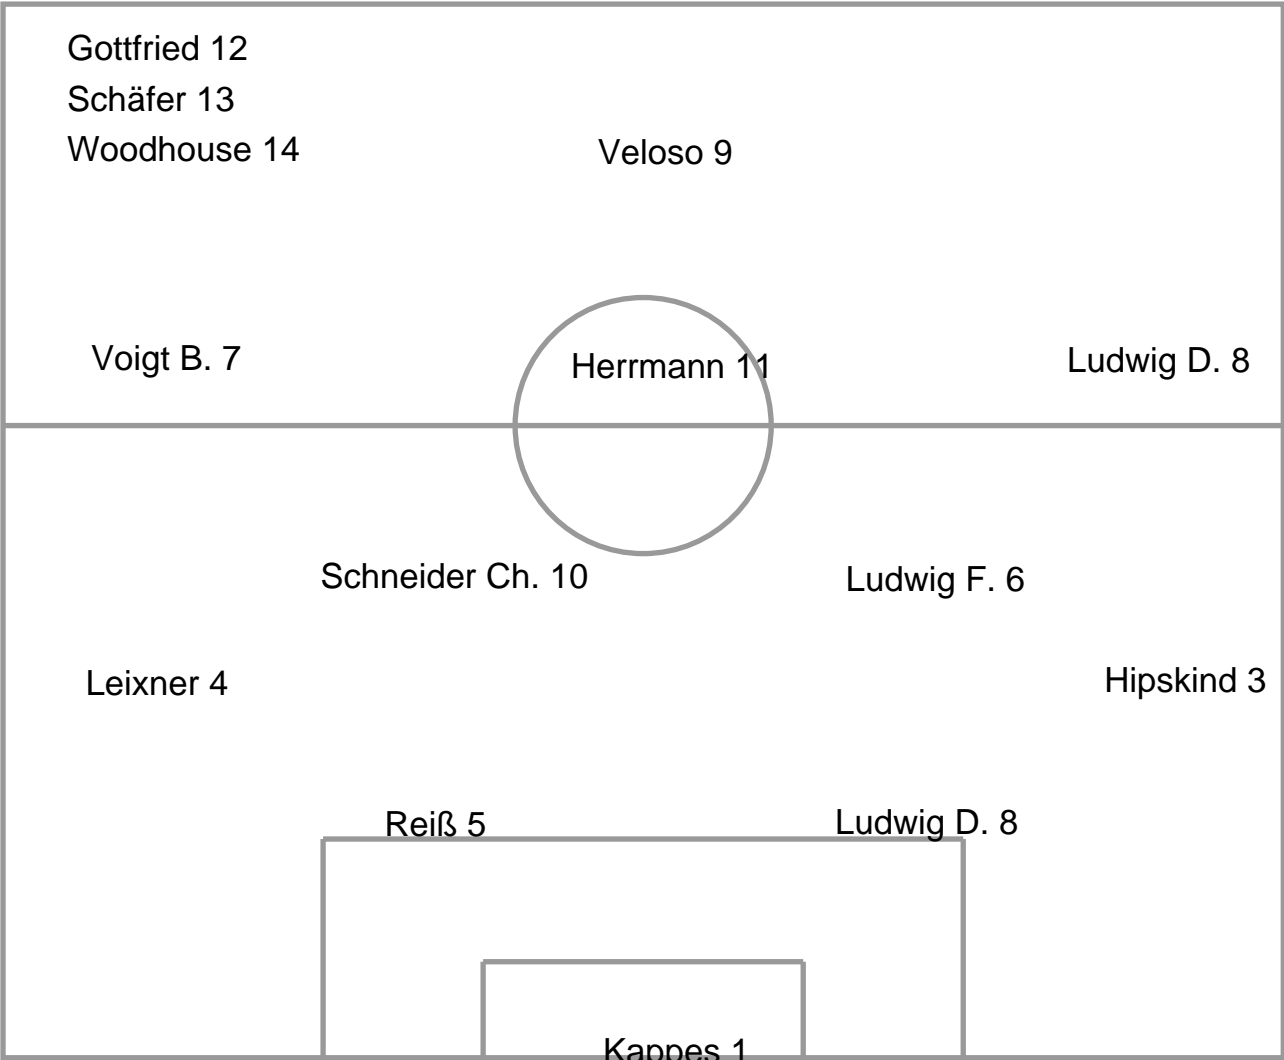 Gottfried 12
Schäfer 13
Woodhouse 14
Veloso 9
Voigt B. 7
Herrmann 11
Ludwig D. 8
Schneider Ch. 10
Ludwig F. 6
Leixner 4
Hipskind 3
Reiß 5
Ludwig D. 8
Kappes 1